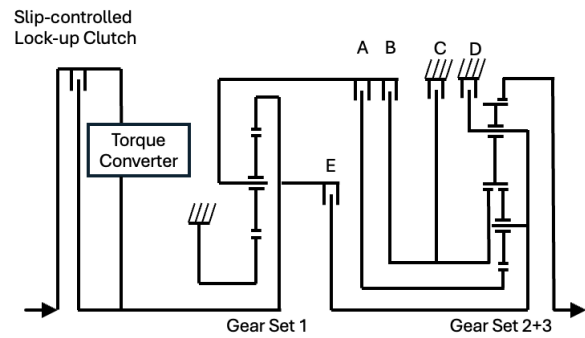 Slip-controlled
Lock-up Clutch
A B C D
Torque
Converter
E
Gear Set 1
Gear Set 2+3